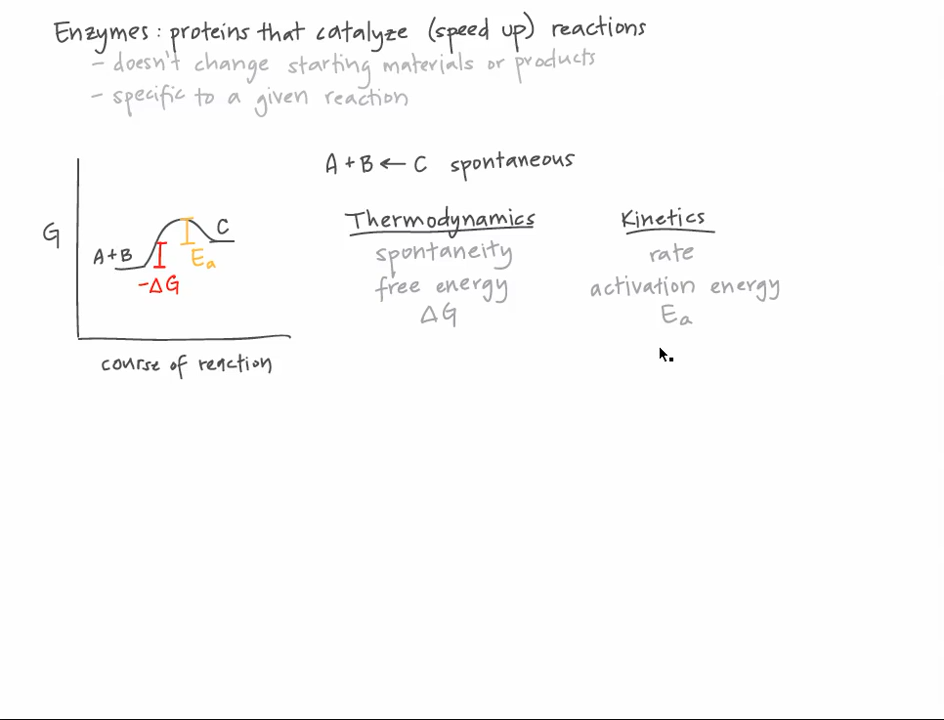 Enzymes: proteins that catalyze (speed up) reactions
- doesn't change starting materials or products
- specific to a given reaction
A + B ← C spontaneous
Thermodynamics
spontaneity
free energy
ΔG
Kinetics
rate
activation energy
Ea
G
A+B
C
Ea
-ΔG
course of reaction